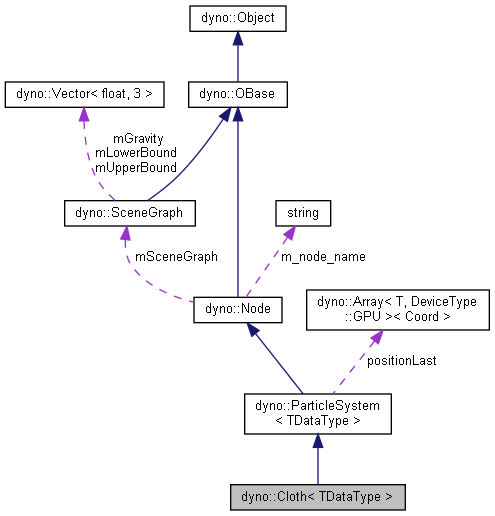 dyno::Object
dyno::Vector< float, 3 >
dyno::OBase
mGravity
mLowerBound
mUpperBound
dyno::SceneGraph
string
mSceneGraph
m_node_name
dyno::Node
dyno::Array< T, DeviceType
::GPU >< Coord >
positionLast
dyno::ParticleSystem
< TDataType >
dyno::Cloth< TDataType >